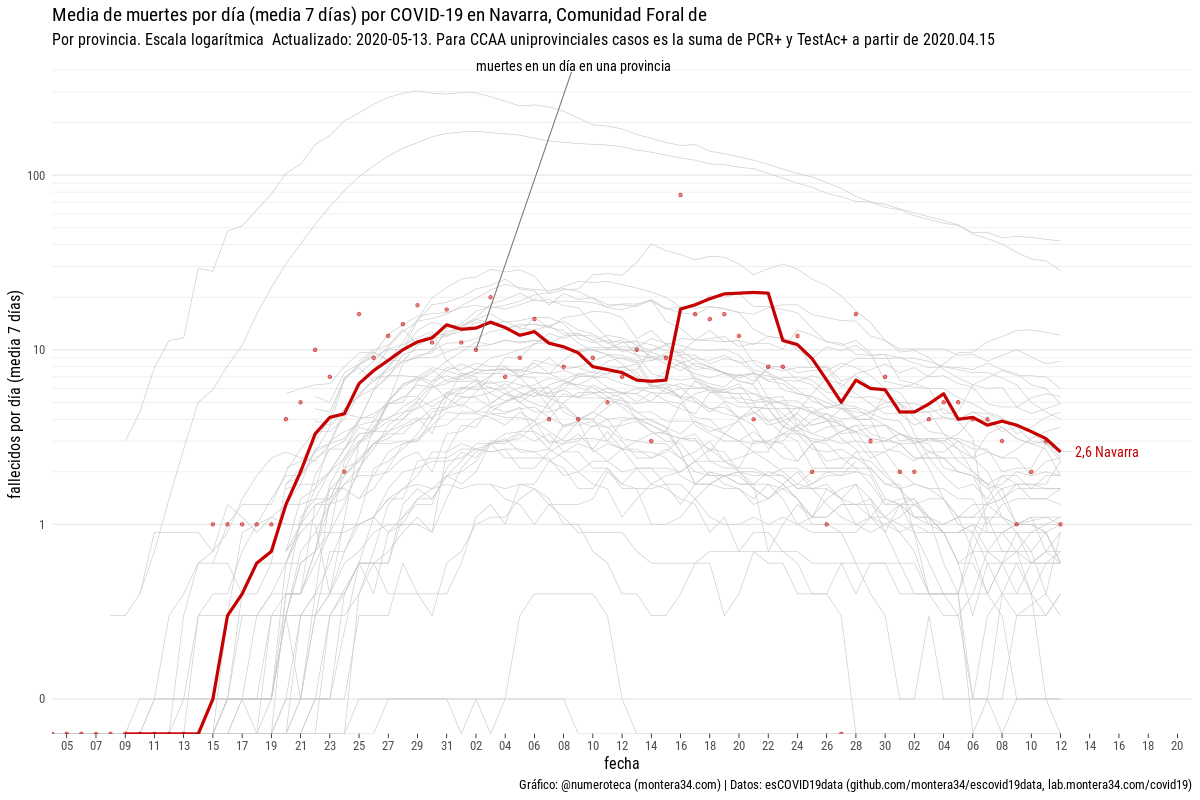 Media de muertes por día (media 7 días) por COVID-19 en Navarra, Comunidad Foral de
Por provincia. Escala logarítmica  Actualizado: 2020-05-13. Para CCAA uniprovinciales casos es la suma de PCR+ y TestAc+ a partir de 2020.04.15
muertes en un día en una provincia
fallecidos por día (media  7 días)
100
10
1
0
2,6 Navarra
05 07 09 11 13 15 17 19 21 23 25 27 29 31 02 04 06 08 10 12 14 16 18 20 22 24 26 28 30 02 04 06 08 10 12 14 16 18 20
fecha
Gráfico: @numeroteca (montera34.com) | Datos: esCOVID19data (github.com/montera34/escovid19data, lab.montera34.com/covid19)